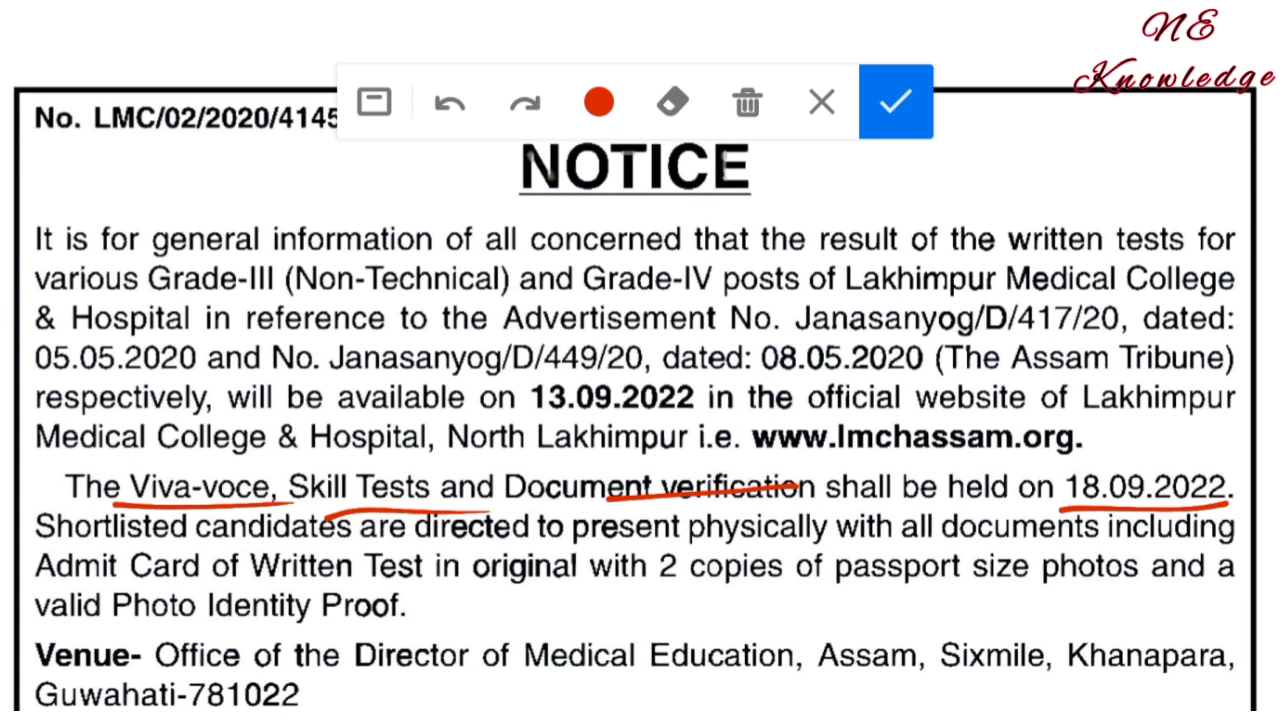 NE
Knowledge
No. LMC/02/2020/4145
NOTICE
It is for general information of all concerned that the result of the written tests for
various Grade-III (Non-Technical) and Grade-IV posts of Lakhimpur Medical College
& Hospital in reference to the Advertisement No. Janasanyog/D/417/20, dated:
05.05.2020 and No. Janasanyog/D/449/20, dated: 08.05.2020 (The Assam Tribune)
respectively, will be available on 13.09.2022 in the official website of Lakhimpur
Medical College & Hospital, North Lakhimpur i.e. www.lmchassam.org.
The Viva-voce, Skill Tests and Document verification shall be held on 18.09.2022.
Shortlisted candidates are directed to present physically with all documents including
Admit Card of Written Test in original with 2 copies of passport size photos and a
valid Photo Identity Proof.
Venue- Office of the Director of Medical Education, Assam, Sixmile, Khanapara,
Guwahati-781022